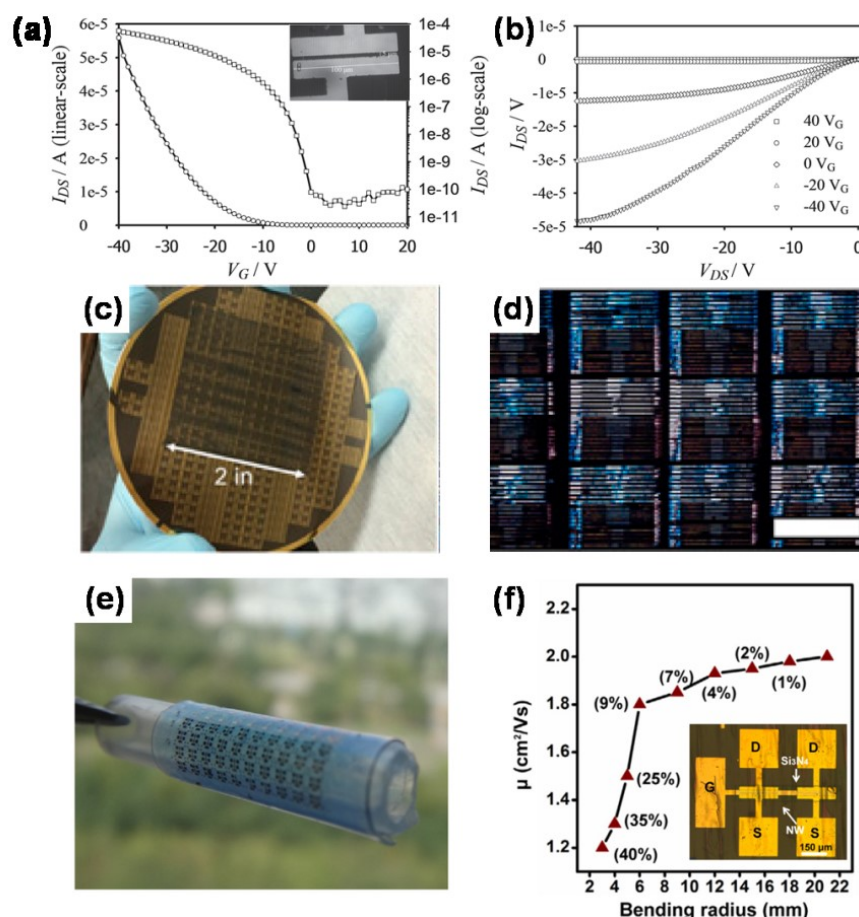 (a)
6e-5
5e-5
4e-5
3e-5
2e-5
1e-5
0
I_DS / A (linear-scale)
1e-4
1e-5
1e-6
1e-7
1e-8
1e-9
1e-10
1e-11
I_DS / A (log-scale)
-40 -30 -20 -10 0 10 20
V_G / V
(b)
0
-1e-5
-2e-5
-3e-5
-4e-5
-5e-5
I_DS / V
40 V_G
20 V_G
0 V_G
-20 V_G
-40 V_G
-40 -30 -20 -10 0
V_DS / V
(c)
2 in
(d)
(e)
(f)
2.2
2.0
1.8
1.6
1.4
1.2
μ (cm²/Vs)
(9%) (7%) (4%) (2%) (1%)
(25%)
(35%)
(40%)
D D
Si₃N₄
G
NW
S S
150 μm
2 4 6 8 10 12 14 16 18 20 22
Bending radius (mm)